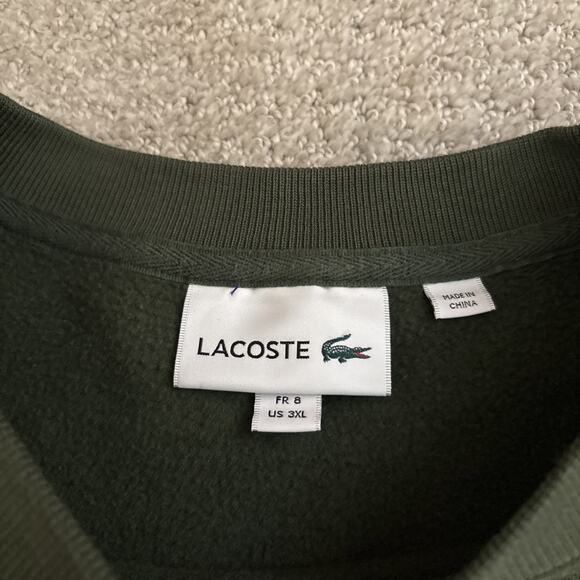 LACOSTE
FR 8
US 3XL
MADE IN
CHINA